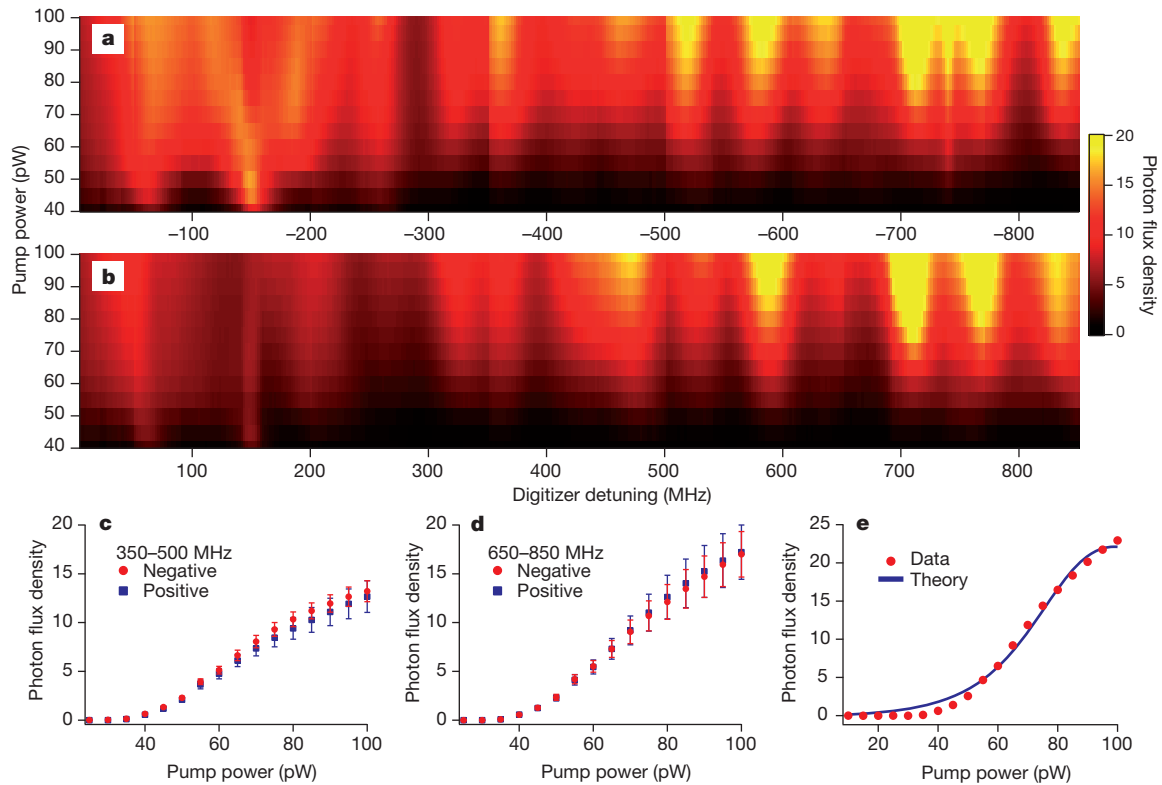 a
100
90
80
70
60
50
40
−100 −200 −300 −400 −500 −600 −700 −800
Pump power (pW)
20
15
10
5
0
Photon flux density
b
100
90
80
70
60
50
40
100 200 300 400 500 600 700 800
Digitizer detuning (MHz)
c
350–500 MHz
Negative
Positive
Photon flux density
20
15
10
5
0
40 60 80 100
Pump power (pW)
d
650–850 MHz
Negative
Positive
Photon flux density
20
15
10
5
0
40 60 80 100
Pump power (pW)
e
Data
Theory
Photon flux density
25
20
15
10
5
0
20 40 60 80 100
Pump power (pW)